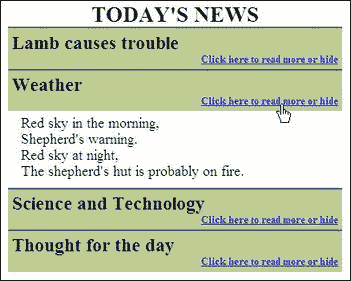 TODAY'S NEWS
Lamb causes trouble
Click here to read more or hide
Weather
Click here to read more or hide
Red sky in the morning,
Shepherd's warning.
Red sky at night,
The shepherd's hut is probably on fire.
Science and Technology
Click here to read more or hide
Thought for the day
Click here to read more or hide